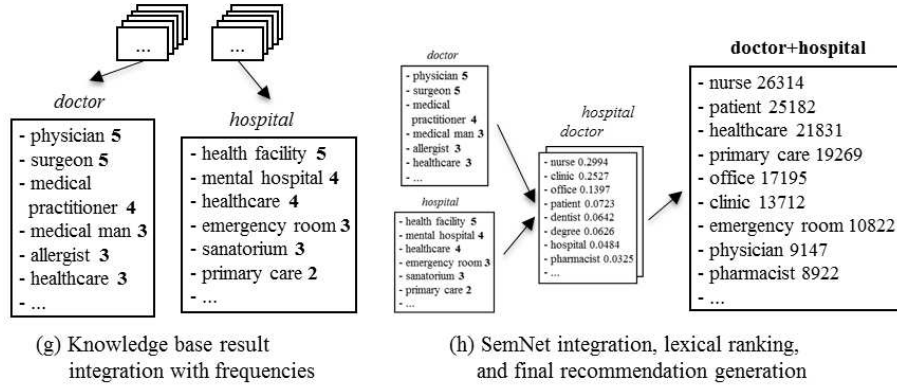 ...
...
doctor
- physician 5
- surgeon 5
- medical
practitioner 4
- medical man 3
- allergist 3
- healthcare 3
- ...
hospital
- health facility 5
- mental hospital 4
- healthcare 4
- emergency room 3
- sanatorium 3
- primary care 2
- ...
(g) Knowledge base result
integration with frequencies
doctor
- physician 5
- surgeon 5
- medical
practitioner 4
- medical man 3
- allergist 3
- healthcare 3
- ...
hospital
- health facility 5
- mental hospital 4
- healthcare 4
- emergency room 3
- sanatorium 3
- primary care 2
- ...
hospital
doctor
- nurse 0.2994
- clinic 0.2527
- office 0.1397
- patient 0.0723
- dentist 0.0642
- degree 0.0626
- hospital 0.0484
- pharmacist 0.0325
- ...
doctor+hospital
- nurse 26314
- patient 25182
- healthcare 21831
- primary care 19269
- office 17195
- clinic 13712
- emergency room 10822
- physician 9147
- pharmacist 8922
- ...
(h) SemNet integration, lexical ranking,
and final recommendation generation